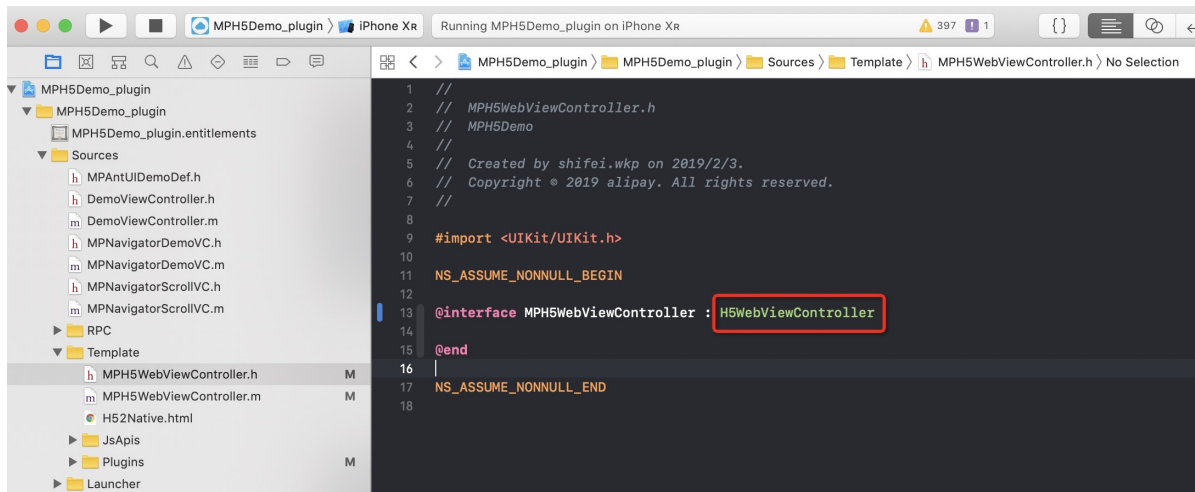 MPH5Demo_plugin 〉 iPhone XR
Running MPH5Demo_plugin on iPhone XR
397
1
MPH5Demo_plugin 〉 MPH5Demo_plugin 〉 Sources 〉 Template 〉 h MPH5WebViewController.h 〉 No Selection
MPH5Demo_plugin
MPH5Demo_plugin
MPH5Demo_plugin.entitlements
Sources
h MPAntUIDemoDef.h
h DemoViewController.h
m DemoViewController.m
h MPNavigatorDemoVC.h
m MPNavigatorDemoVC.m
h MPNavigatorScrollVC.h
m MPNavigatorScrollVC.m
RPC
Template
h MPH5WebViewController.h M
m MPH5WebViewController.m M
H52Native.html
JsApis
Plugins M
Launcher
1 //
2 // MPH5WebViewController.h
3 // MPH5Demo
4 //
5 // Created by shifei.wkp on 2019/2/3.
6 // Copyright © 2019 alipay. All rights reserved.
7 //
8
9 #import <UIKit/UIKit.h>
10
11 NS_ASSUME_NONNULL_BEGIN
12
13 @interface MPH5WebViewController : H5WebViewController
14
15 @end
16
17 NS_ASSUME_NONNULL_END
18